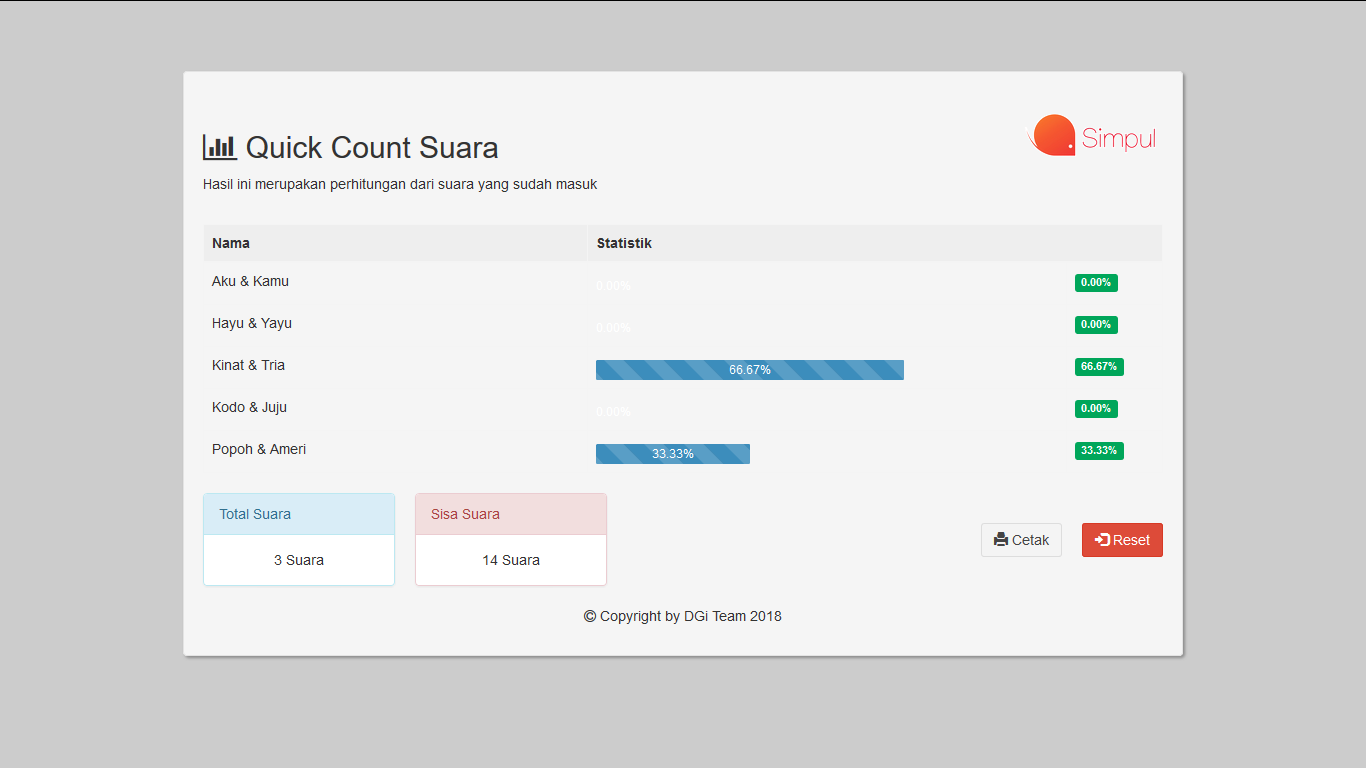 Quick Count Suara
Simpul
Hasil ini merupakan perhitungan dari suara yang sudah masuk
Nama Statistik
Aku & Kamu 0.00% 0.00%
Hayu & Yayu 0.00% 0.00%
Kinat & Tria 66.67% 66.67%
Kodo & Juju 0.00% 0.00%
Popoh & Ameri 33.33% 33.33%
Total Suara Sisa Suara
3 Suara 14 Suara
Cetak Reset
© Copyright by DGi Team 2018